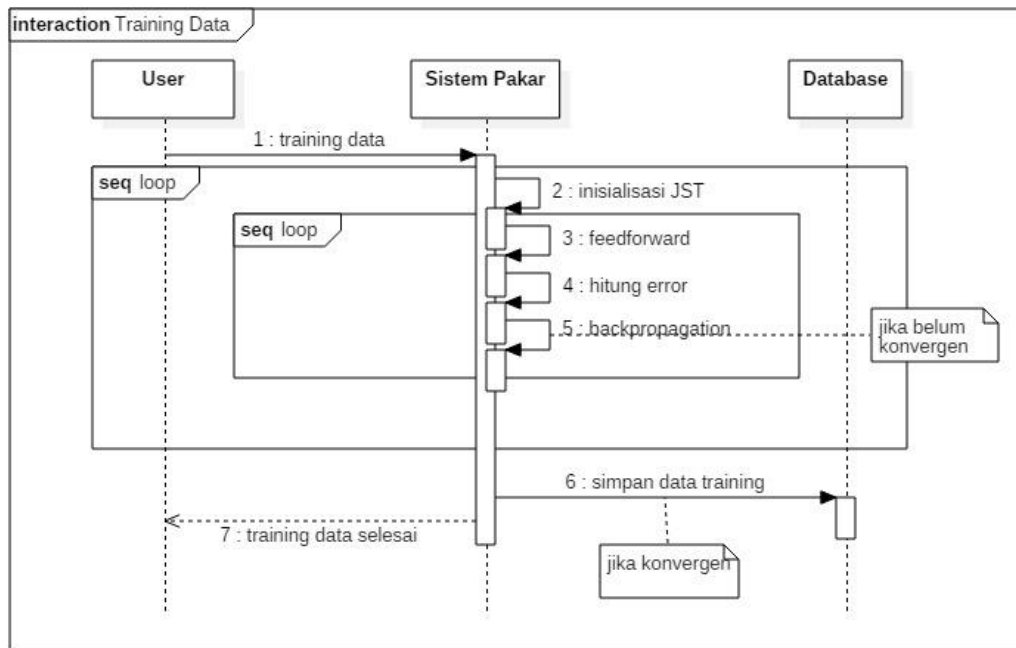 interaction Training Data
User
Sistem Pakar
Database
1 : training data
seq loop
2 : inisialisasi JST
seq loop
3 : feedforward
4 : hitung error
5 : backpropagation
jika belum
konvergen
6 : simpan data training
7 : training data selesai
jika konvergen